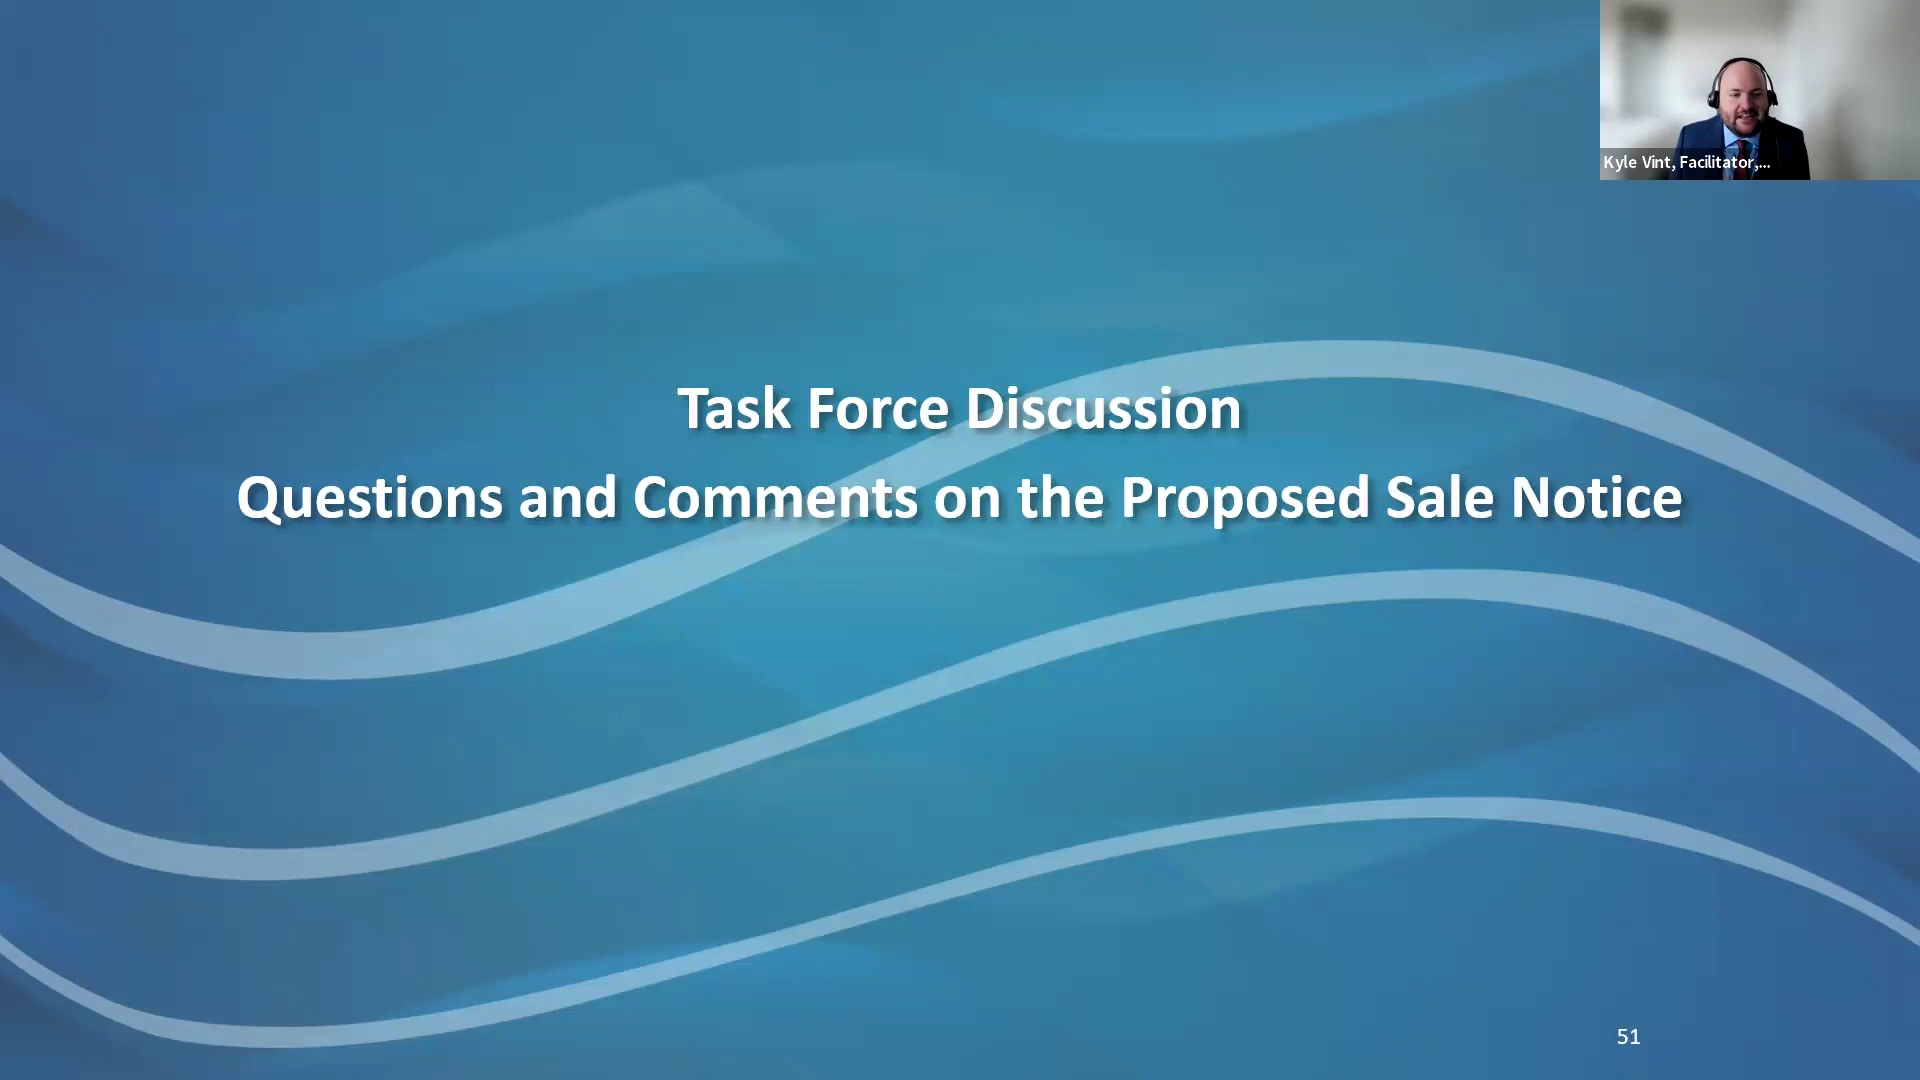 Kyle Vint, Facilitator,...
Task Force Discussion
Questions and Comments on the Proposed Sale Notice
51